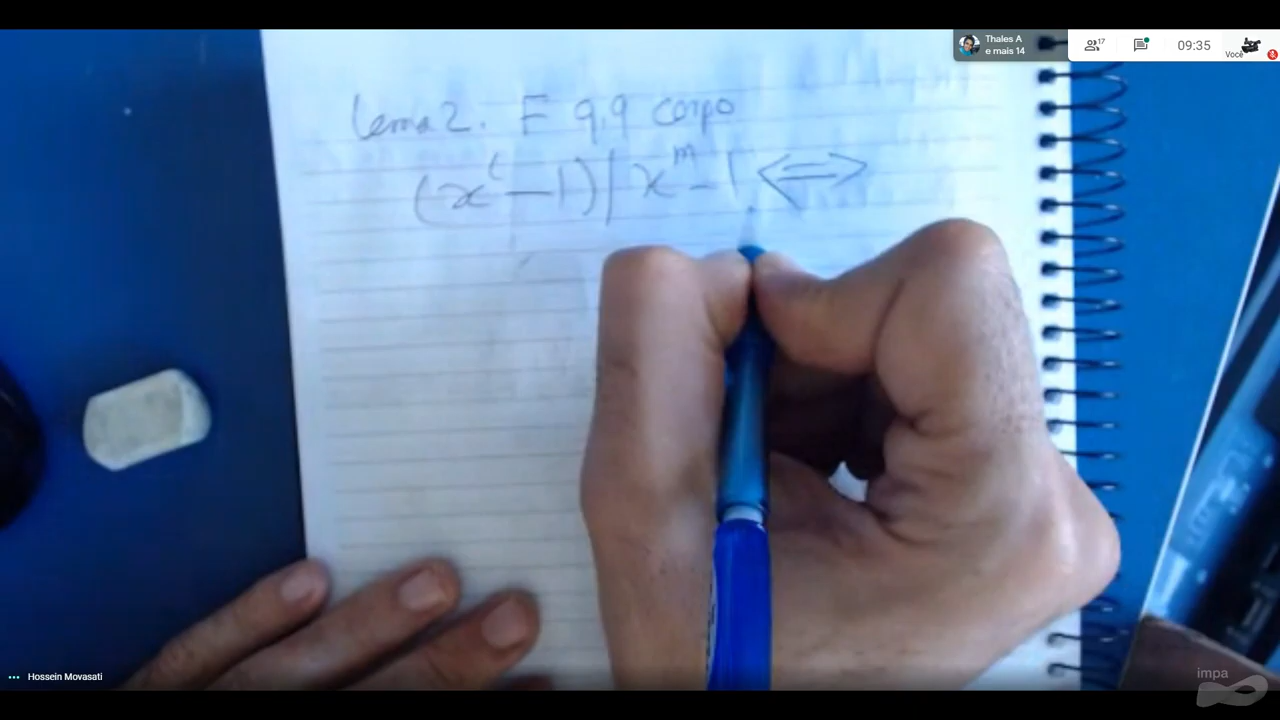 Thales A
e mais 14
17
09:35
Você
Lema 2. F q.q corpo
(x^l - 1) | x^m - 1 <=>
Hossein Movasati
impa